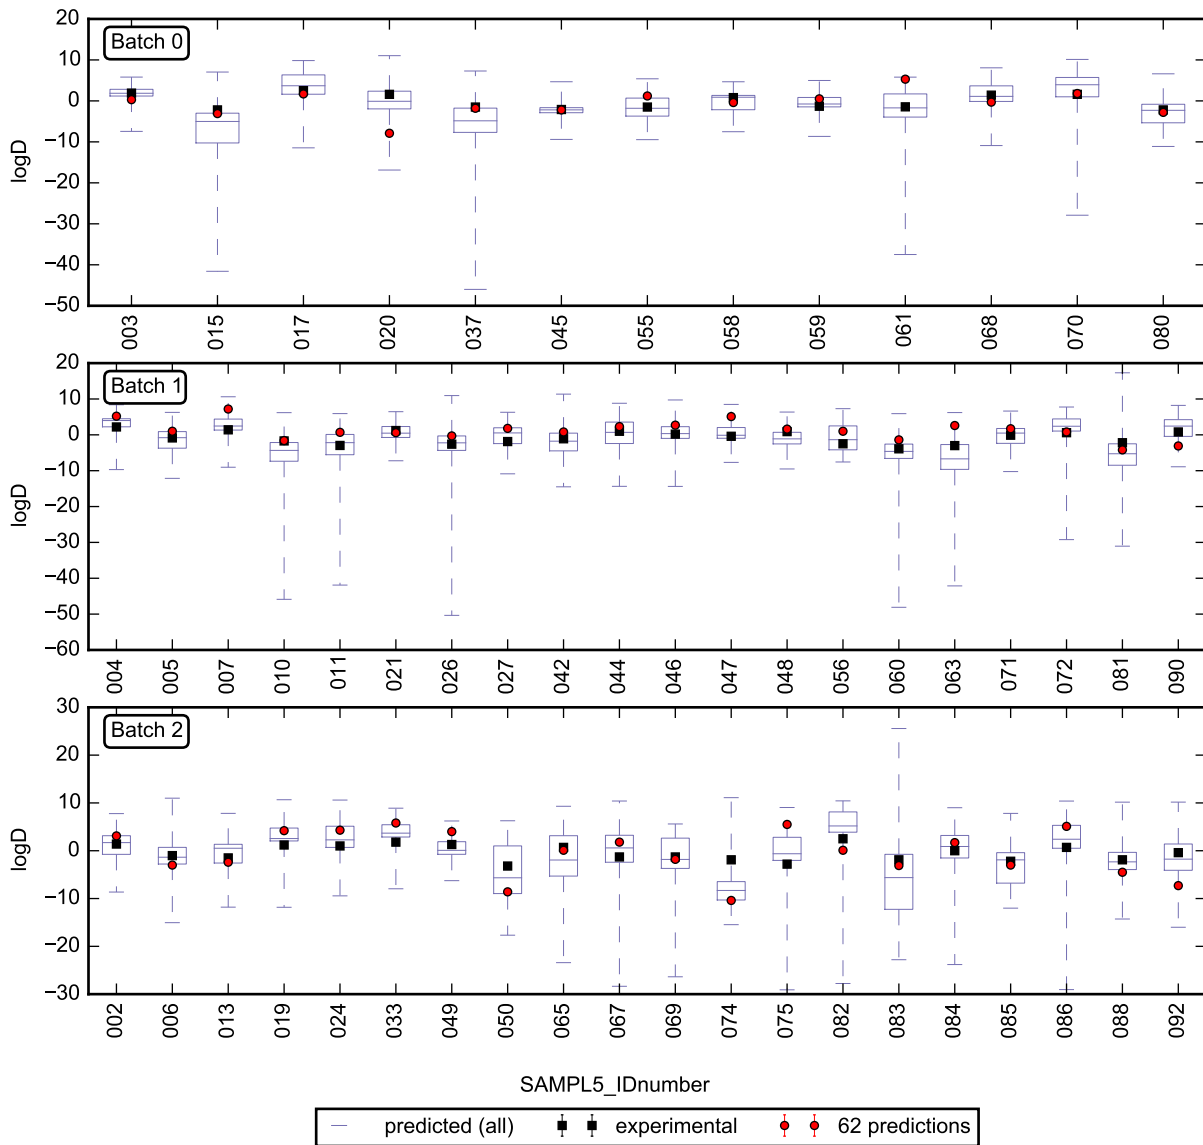 20
Batch 0
10
0
−10
−20
−30
−40
−50
logD
003 015 017 020 037 045 055 058 059 061 068 070 080
20
Batch 1
10
0
−10
−20
−30
−40
−50
−60
logD
004 005 007 010 011 021 026 027 042 044 046 047 048 056 060 063 071 072 081 090
30
Batch 2
20
10
0
−10
−20
−30
logD
002 006 013 019 024 033 049 050 065 067 069 074 075 082 083 084 085 086 088 092
SAMPL5_IDnumber
predicted (all) experimental 62 predictions